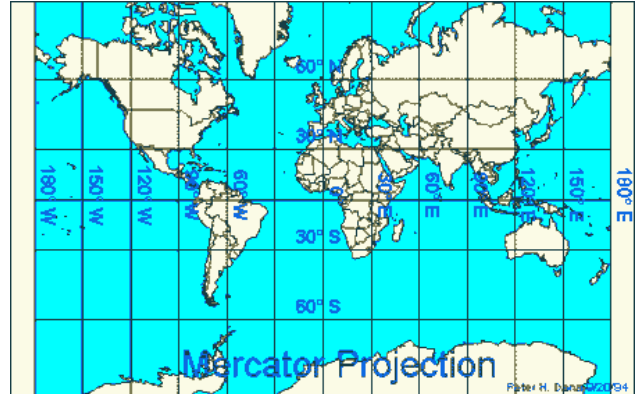 60° N
30° N
0
30° S
60° S
180° W
150° W
120° W
90° W
60° W
30° E
60° E
90° E
120° E
150° E
180° E
Mercator Projection
Peter H. Dana 9/20/94